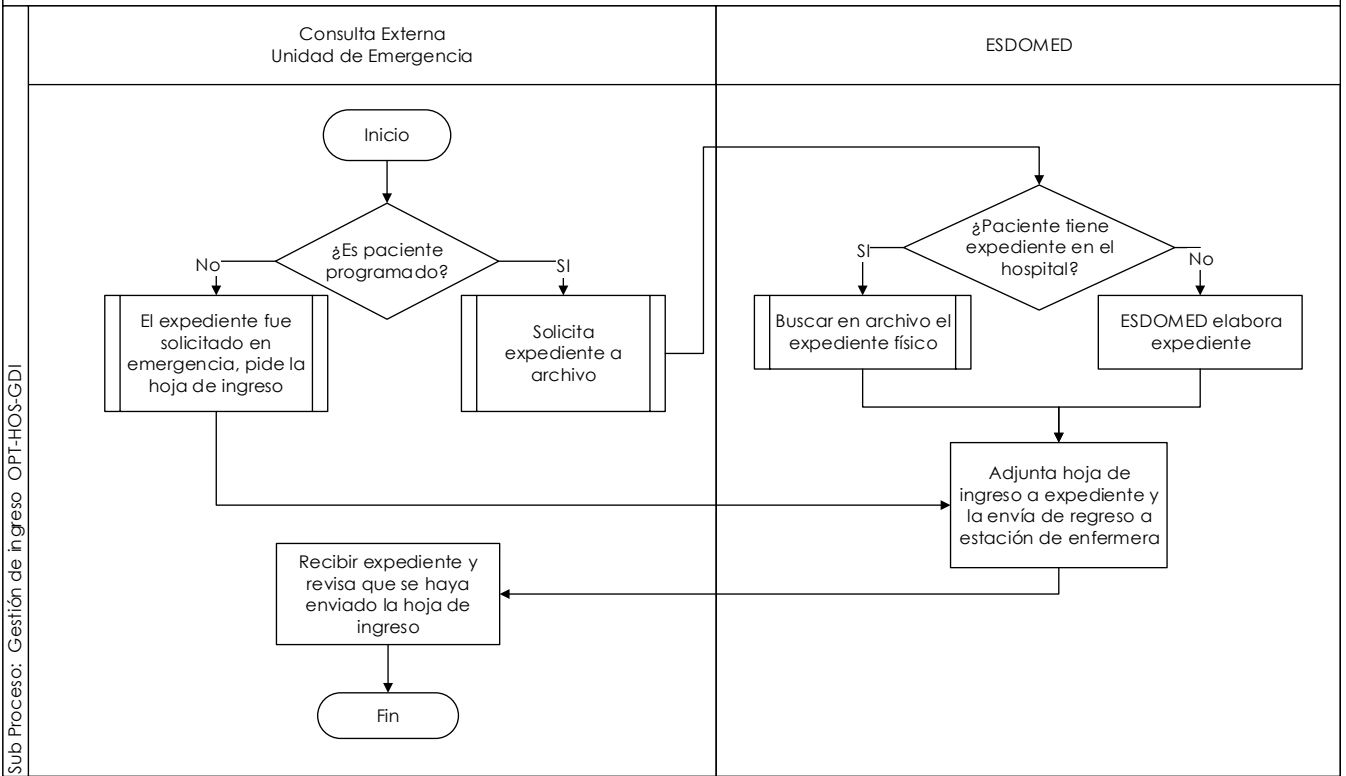 Sub Proceso: Gestión de ingreso OPT-HOS-GDI
Consulta Externa
Unidad de Emergencia
ESDOMED
Inicio
¿Es paciente
programado?
No
SI
El expediente fue
solicitado en
emergencia, pide la
hoja de ingreso
Solicita
expediente a
archivo
¿Paciente tiene
expediente en el
hospital?
SI
No
Buscar en archivo el
expediente físico
ESDOMED elabora
expediente
Adjunta hoja de
ingreso a expediente y
la envía de regreso a
estación de enfermera
Recibir expediente y
revisa que se haya
enviado la hoja de
ingreso
Fin